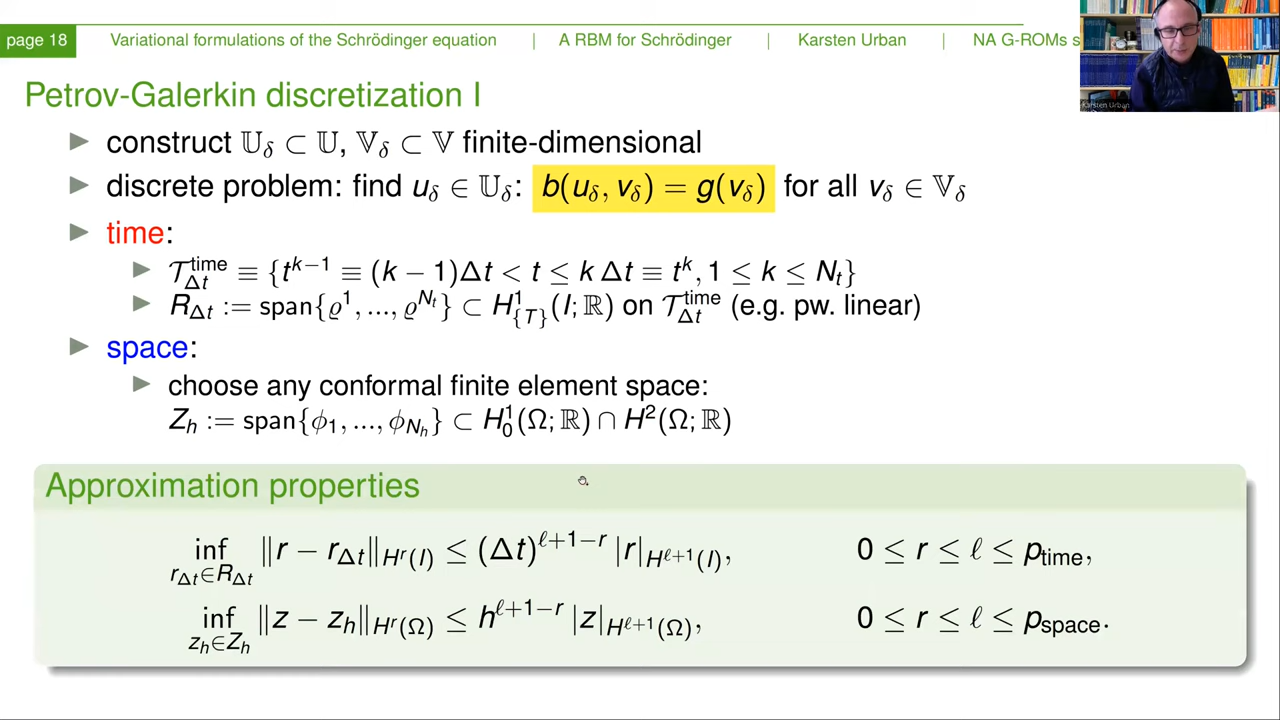 page 18 Variational formulations of the Schrödinger equation | A RBM for Schrödinger | Karsten Urban | NA G-ROMs s
Karsten Urban
Petrov-Galerkin discretization I
▶ construct 𝕌_δ ⊂ 𝕌, 𝕍_δ ⊂ 𝕍 finite-dimensional
▶ discrete problem: find u_δ ∈ 𝕌_δ: b(u_δ, v_δ) = g(v_δ) for all v_δ ∈ 𝕍_δ
▶ time:
▶ 𝒯^time_Δt ≡ {t^{k−1} ≡ (k − 1)Δt < t ≤ k Δt ≡ t^k, 1 ≤ k ≤ N_t}
▶ R_Δt := span{ϱ^1, ..., ϱ^{N_t}} ⊂ H^1_{{T}}(I; ℝ) on 𝒯^time_Δt (e.g. pw. linear)
▶ space:
▶ choose any conformal finite element space:
Z_h := span{ϕ_1, ..., ϕ_{N_h}} ⊂ H^1_0(Ω; ℝ) ∩ H^2(Ω; ℝ)
Approximation properties
inf_{r_Δt ∈ R_Δt} ‖r − r_Δt‖_{H^r(I)} ≤ (Δt)^{ℓ+1−r} |r|_{H^{ℓ+1}(I)}, 0 ≤ r ≤ ℓ ≤ p_time,
inf_{z_h ∈ Z_h} ‖z − z_h‖_{H^r(Ω)} ≤ h^{ℓ+1−r} |z|_{H^{ℓ+1}(Ω)}, 0 ≤ r ≤ ℓ ≤ p_space.